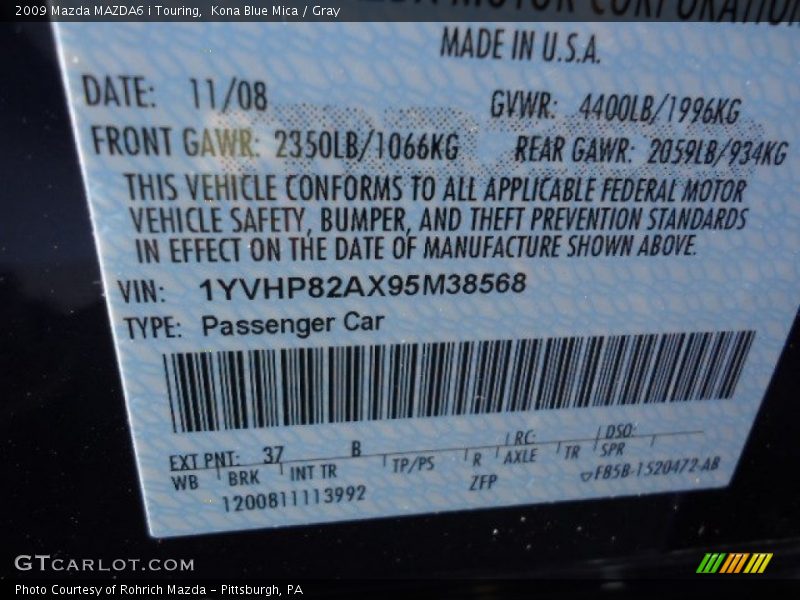 2009 Mazda MAZDA6 i Touring, Kona Blue Mica / Gray
MOTOR CORPORATION
MADE IN U.S.A.
DATE: 11/08 GVWR: 4400LB/1996KG
FRONT GAWR: 2350LB/1066KG REAR GAWR: 2059LB/934KG
THIS VEHICLE CONFORMS TO ALL APPLICABLE FEDERAL MOTOR
VEHICLE SAFETY, BUMPER, AND THEFT PREVENTION STANDARDS
IN EFFECT ON THE DATE OF MANUFACTURE SHOWN ABOVE.
VIN: 1YVHP82AX95M38568
TYPE: Passenger Car
EXT PNT: 37 B RC: DSO:
WB BRK INT TR TP/PS R AXLE TR SPR
1200811113992 ZFP F85B-1520472-AB
GTCARLOT.COM
Photo Courtesy of Rohrich Mazda - Pittsburgh, PA